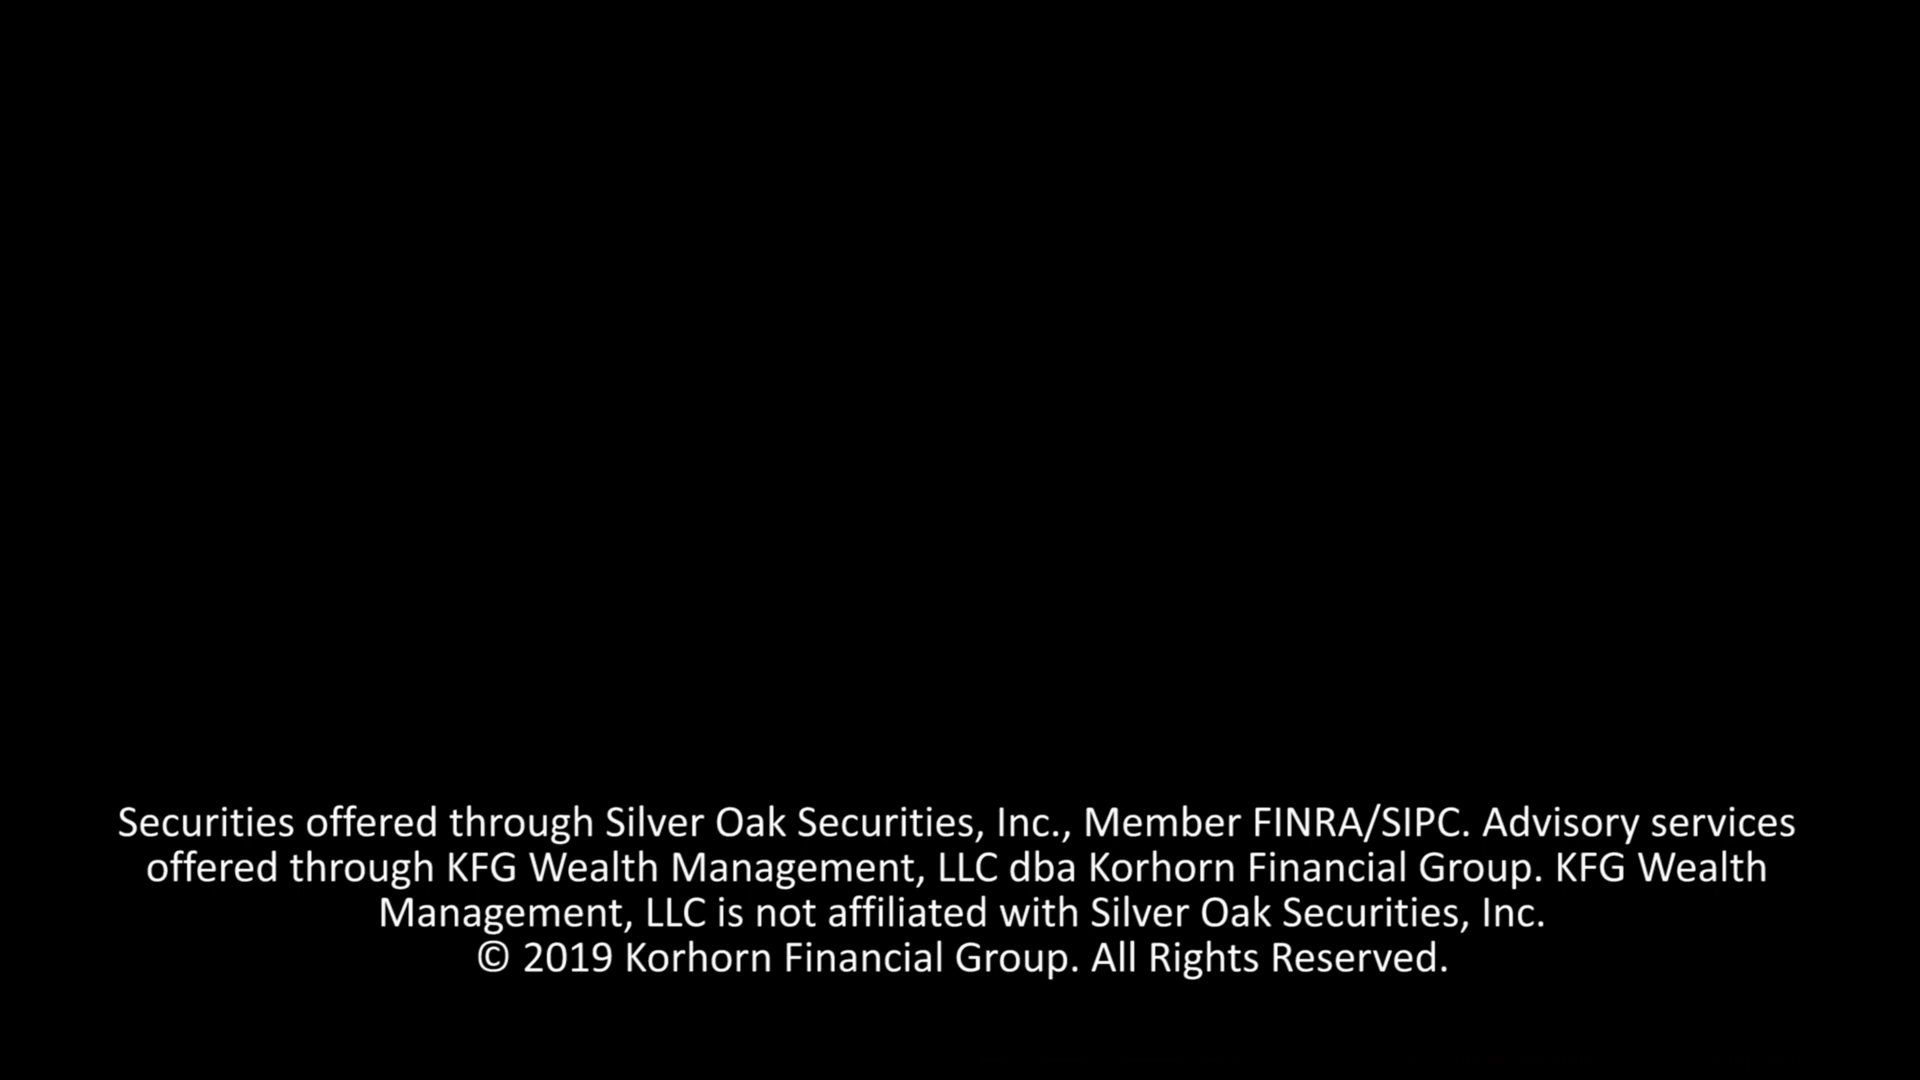 Securities offered through Silver Oak Securities, Inc., Member FINRA/SIPC. Advisory services
offered through KFG Wealth Management, LLC dba Korhorn Financial Group. KFG Wealth
Management, LLC is not affiliated with Silver Oak Securities, Inc.
© 2019 Korhorn Financial Group. All Rights Reserved.